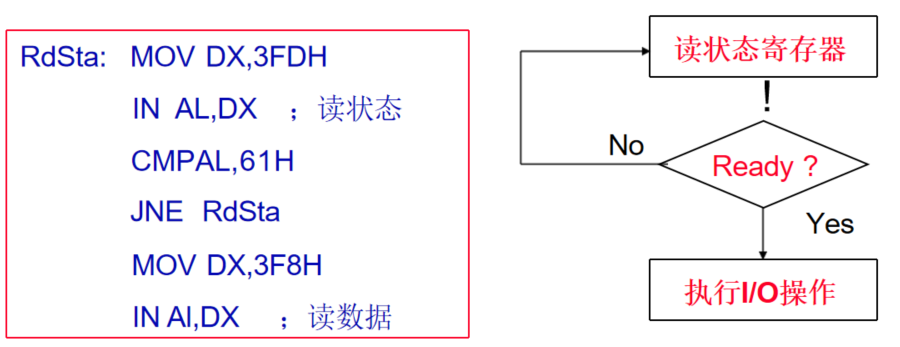 RdSta: MOV DX,3FDH
IN AL,DX ；读状态
CMPAL,61H
JNE RdSta
MOV DX,3F8H
IN Al,DX ；读数据
读状态寄存器
!
No
Ready ?
Yes
执行I/O操作